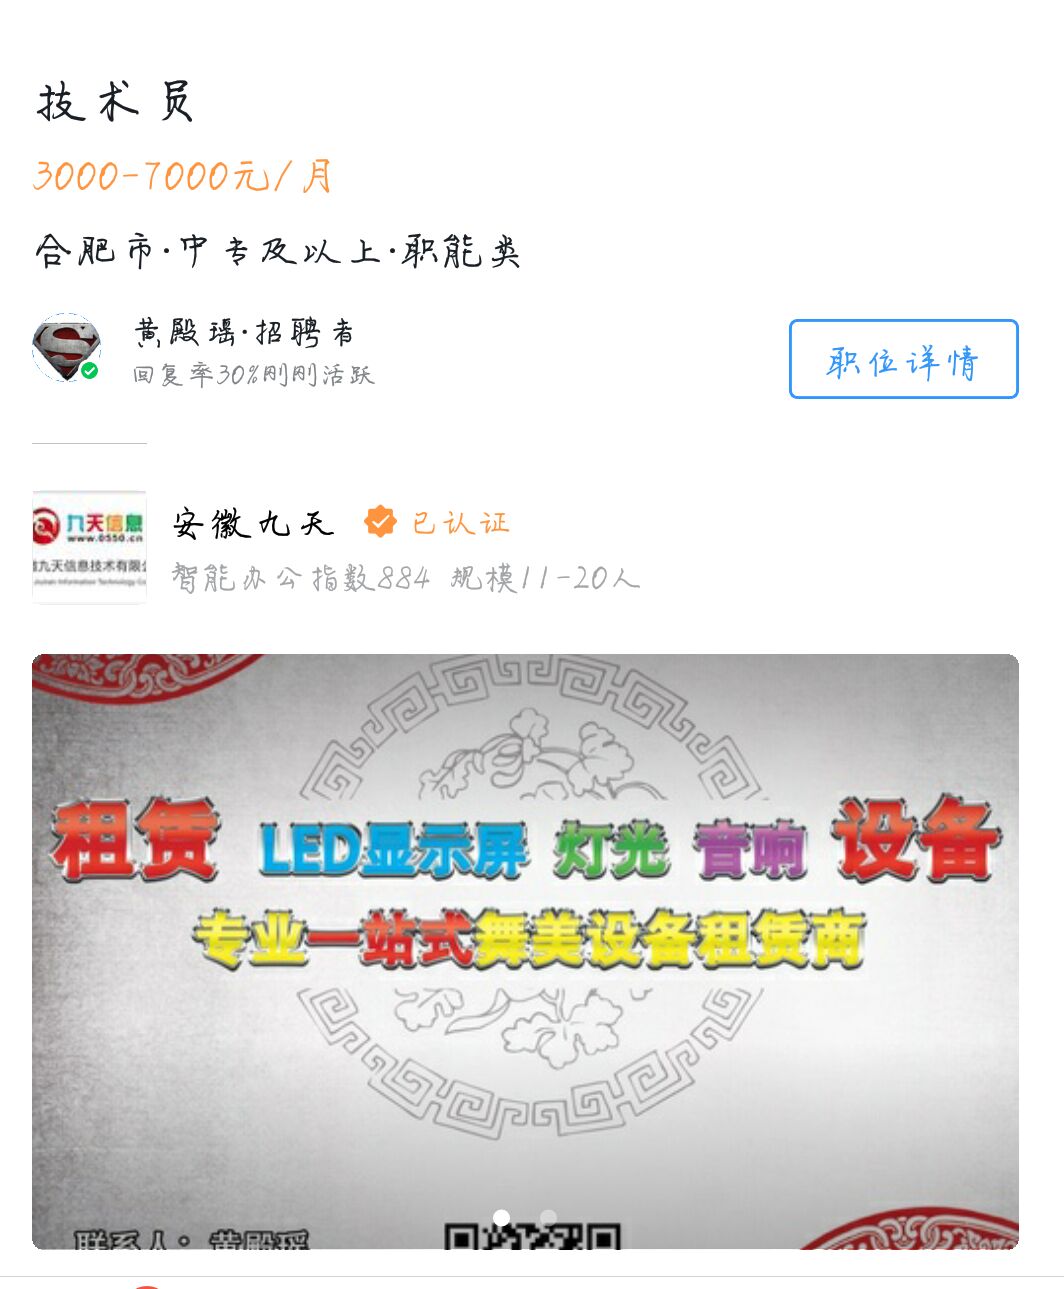 技术员
3000-7000元/月
合肥市·中专及以上·职能类
黄殿瑶·招聘者
回复率30%刚刚活跃
职位详情
九天信息
www.0550.cn
九天信息技术有限
Jiutian Information Technology
安徽九天 已认证
智能办公指数884 规模11-20人
租赁 LED显示屏 灯光 音响 设备
专业一站式舞美设备租赁商
联系人：黄殿瑶